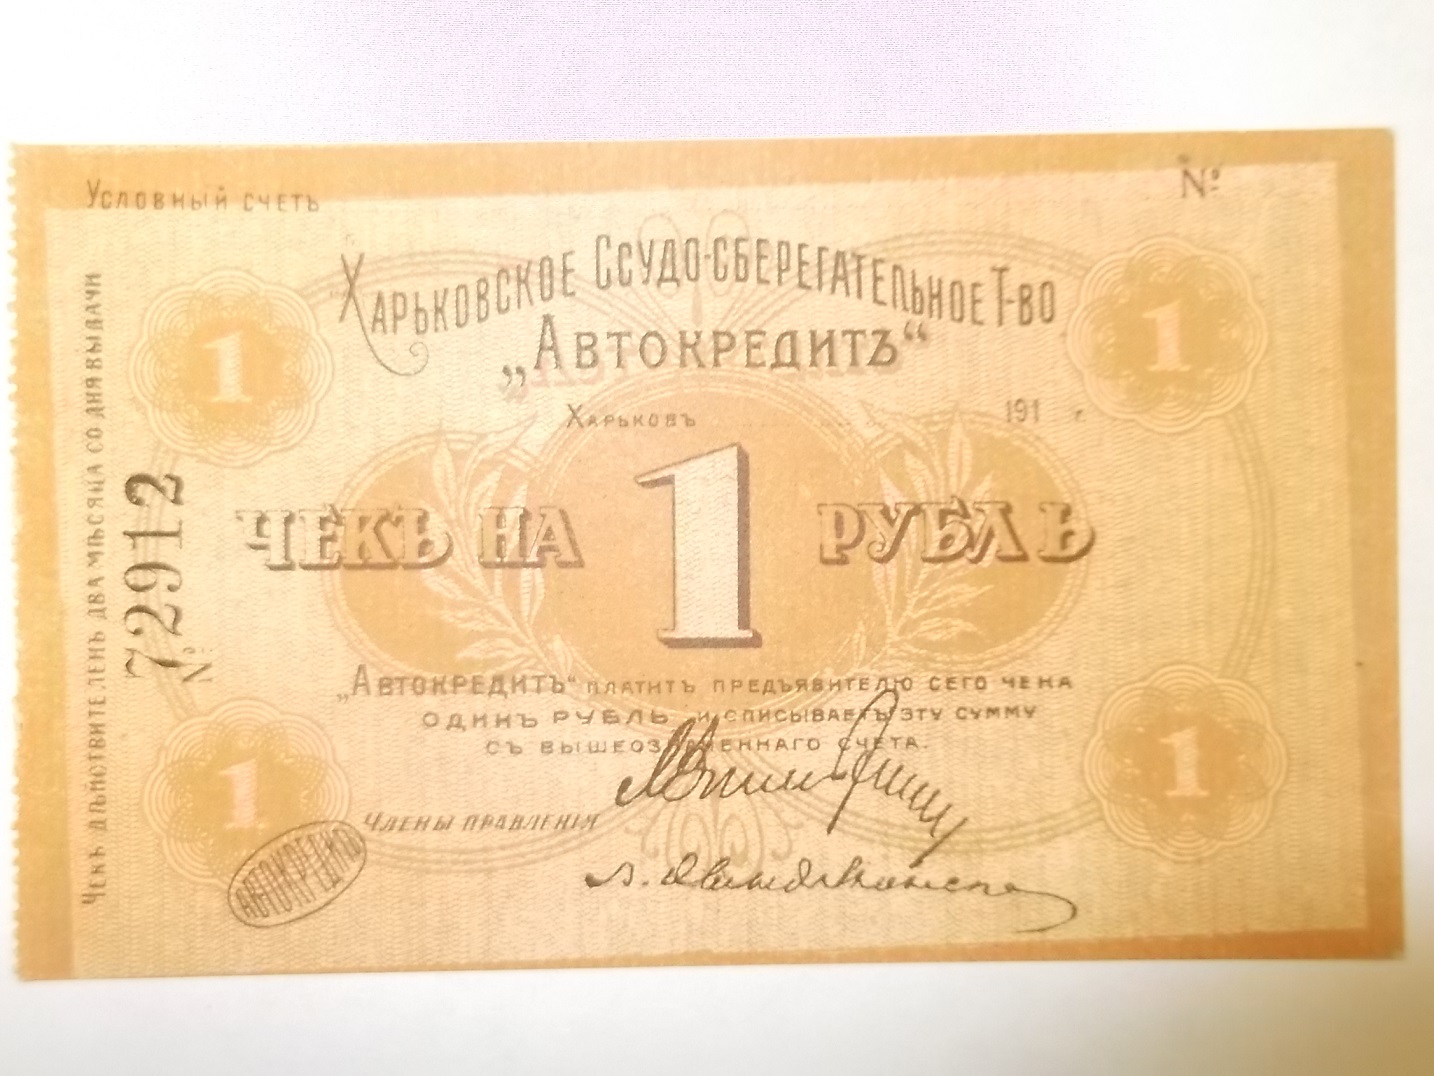 Условный счетъ
№
Харьковское Ссудо-сберегательное Т-во
„Автокредитъ“
Харьковъ 191 г.
Чекъ на 1 рубль
1
1
1
1
„Автокредитъ“ платитъ предъявителю сего чека
одинъ рубль и списываетъ эту сумму
съ вышеозначеннаго счета.
Члены правленія
Автокредитъ
Чекъ дѣйствителенъ два мѣсяца со дня выдачи
№ 72912